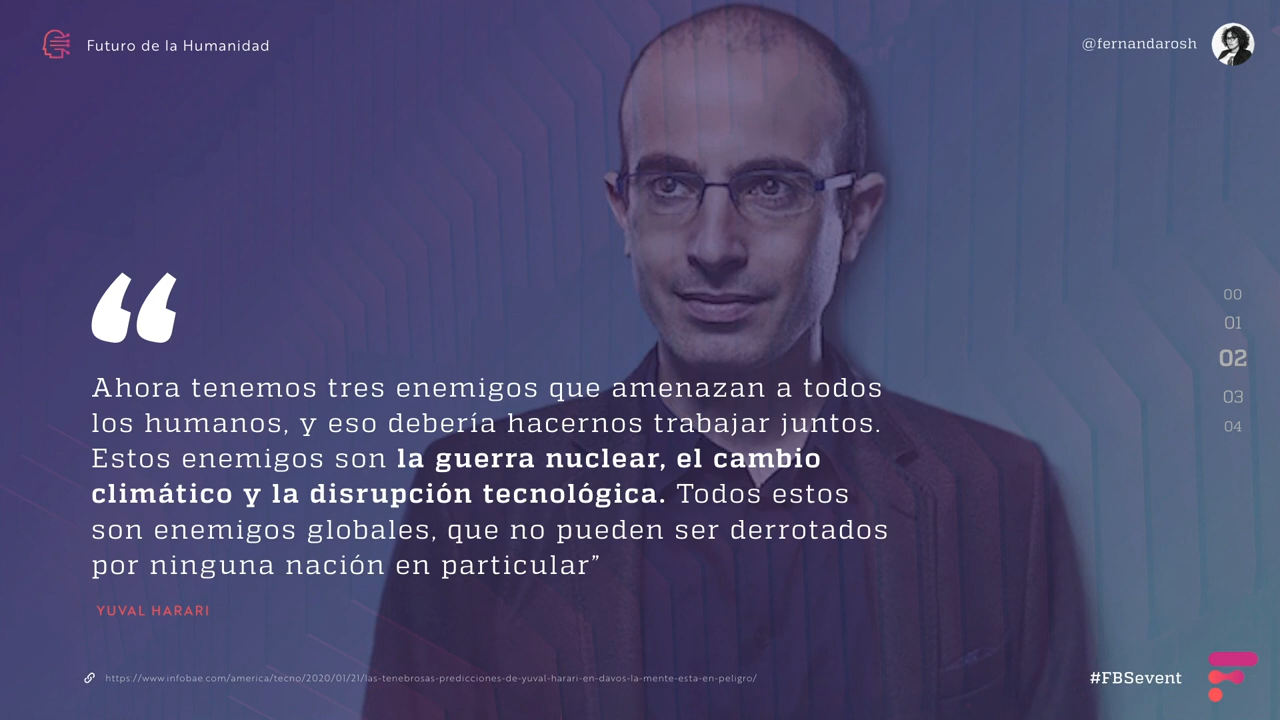 Futuro de la Humanidad
@fernandarosh
“
Ahora tenemos tres enemigos que amenazan a todos
los humanos, y eso debería hacernos trabajar juntos.
Estos enemigos son la guerra nuclear, el cambio
climático y la disrupción tecnológica. Todos estos
son enemigos globales, que no pueden ser derrotados
por ninguna nación en particular”
YUVAL HARARI
00
01
02
03
04
https://www.infobae.com/america/tecno/2020/01/21/las-tenebrosas-predicciones-de-yuval-harari-en-davos-la-mente-esta-en-peligro/
#FBSevent